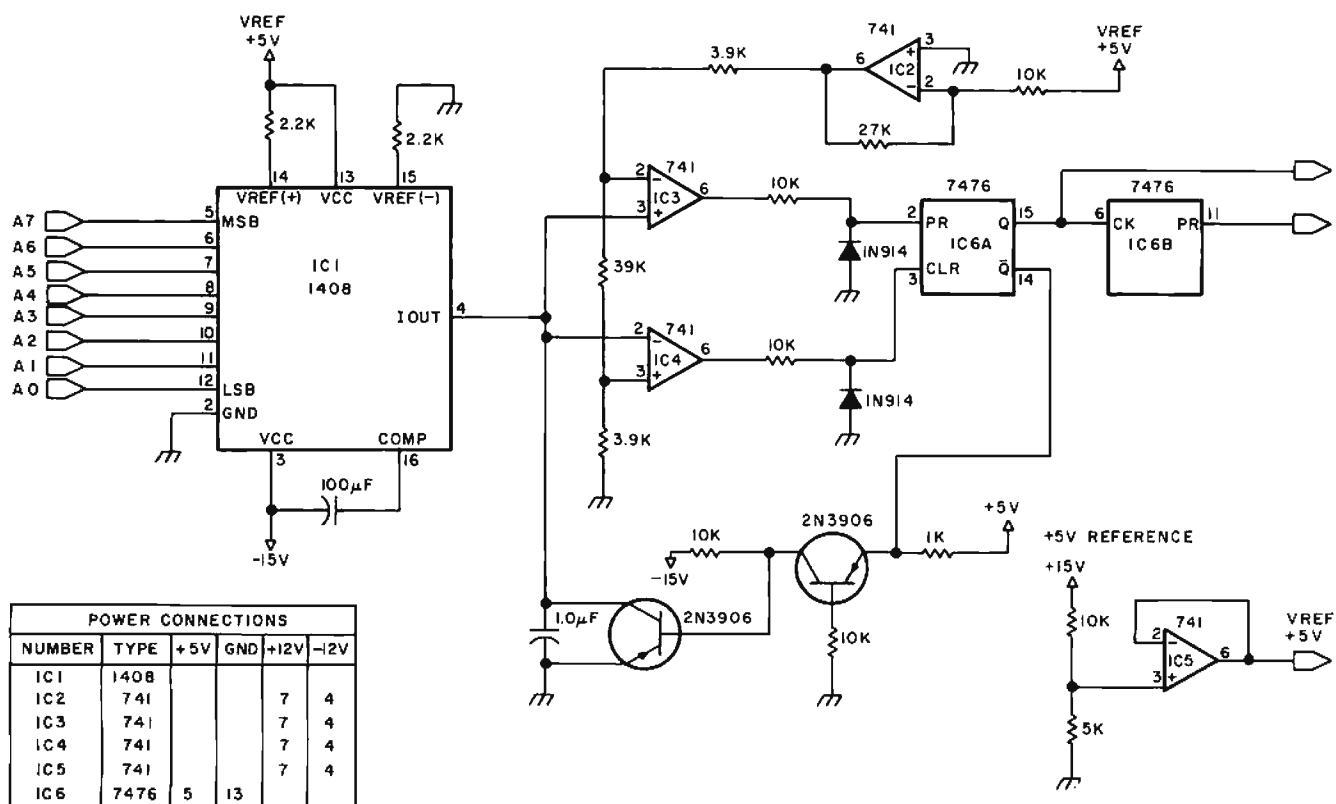 VREF
+5V
2.2K
2.2K
14
13
15
VREF(+)
VCC
VREF(-)
A7
5
MSB
A6
6
A5
7
A4
8
A3
9
A2
10
A1
11
A0
12
LSB
2
GND
IC1
1408
IOUT
4
VCC
COMP
3
16
100µF
-15V
741
3.9K
6
+
3
IC2
-
2
10K
VREF
+5V
27K
741
2
-
IC3
3
+
6
10K
1N914
39K
741
2
-
IC4
3
+
6
10K
1N914
3.9K
7476
2
PR
Q
15
IC6A
3
CLR
Q̅
14
7476
6
CK
PR
11
IC6B
10K
-15V
2N3906
1K
+5V
1.0µF
2N3906
10K
+5V REFERENCE
+15V
10K
741
2
-
IC5
3
+
6
VREF
+5V
5K
POWER CONNECTIONS
NUMBER TYPE +5V GND +12V -12V
IC1 1408
IC2 741 7 4
IC3 741 7 4
IC4 741 7 4
IC5 741 7 4
IC6 7476 5 13